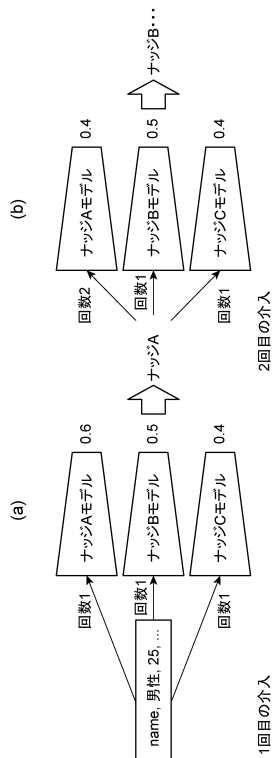 (a)
name, 男性, 25, ...
回数1
回数1
回数1
ナッジAモデル
0.6
ナッジBモデル
0.5
ナッジCモデル
0.4
ナッジA
1回目の介入
(b)
回数2
回数1
回数1
ナッジAモデル
0.4
ナッジBモデル
0.5
ナッジCモデル
0.4
ナッジB・・・
2回目の介入